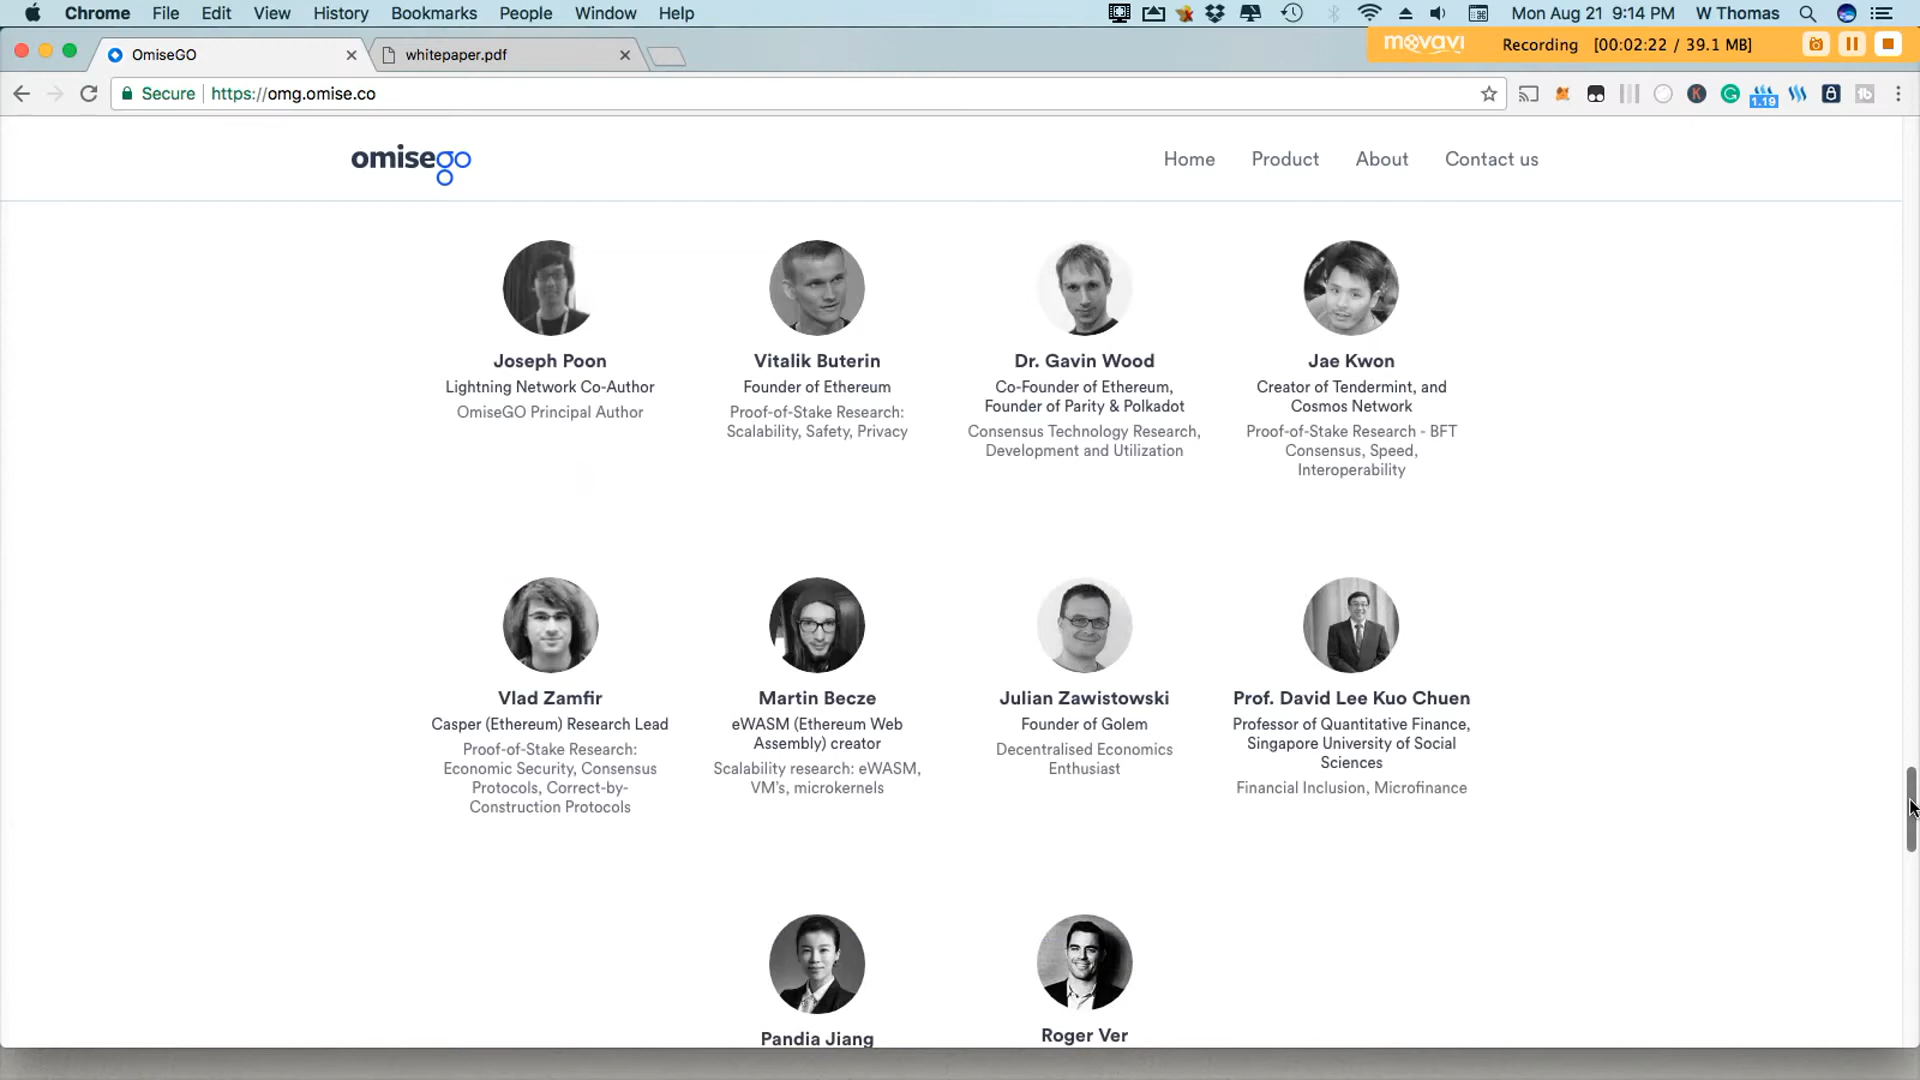 Chrome File Edit View History Bookmarks People Window Help Mon Aug 21 9:14 PM W Thomas
OmiseGO whitepaper.pdf
movavi Recording [00:02:22 / 39.1 MB]
Secure https://omg.omise.co K 1.19
omisego
Home Product About Contact us
Joseph Poon
Lightning Network Co-Author
OmiseGO Principal Author
Vitalik Buterin
Founder of Ethereum
Proof-of-Stake Research:
Scalability, Safety, Privacy
Dr. Gavin Wood
Co-Founder of Ethereum,
Founder of Parity & Polkadot
Consensus Technology Research,
Development and Utilization
Jae Kwon
Creator of Tendermint, and
Cosmos Network
Proof-of-Stake Research - BFT
Consensus, Speed,
Interoperability
Vlad Zamfir
Casper (Ethereum) Research Lead
Proof-of-Stake Research:
Economic Security, Consensus
Protocols, Correct-by-
Construction Protocols
Martin Becze
eWASM (Ethereum Web
Assembly) creator
Scalability research: eWASM,
VM's, microkernels
Julian Zawistowski
Founder of Golem
Decentralised Economics
Enthusiast
Prof. David Lee Kuo Chuen
Professor of Quantitative Finance,
Singapore University of Social
Sciences
Financial Inclusion, Microfinance
Pandia Jiang
Roger Ver